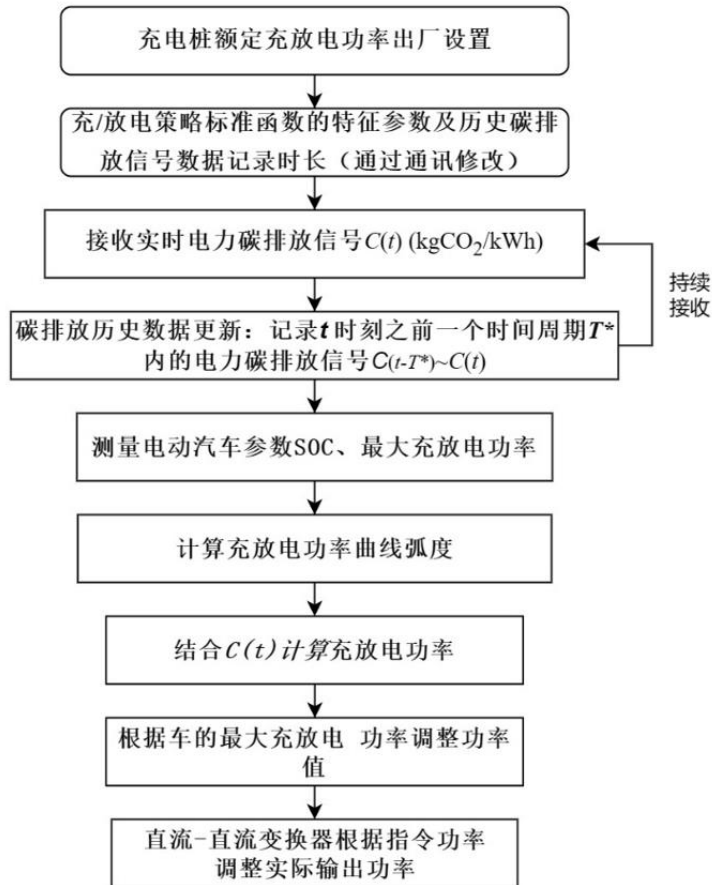 充电桩额定充放电功率出厂设置
充/放电策略标准函数的特征参数及历史碳排
放信号数据记录时长（通过通讯修改）
接收实时电力碳排放信号C(t) (kgCO₂/kWh)
持续
接收
碳排放历史数据更新：记录t时刻之前一个时间周期T*
内的电力碳排放信号C(t-T*)~C(t)
测量电动汽车参数SOC、最大充放电功率
计算充放电功率曲线弧度
结合C(t)计算充放电功率
根据车的最大充放电 功率调整功率
值
直流-直流变换器根据指令功率
调整实际输出功率